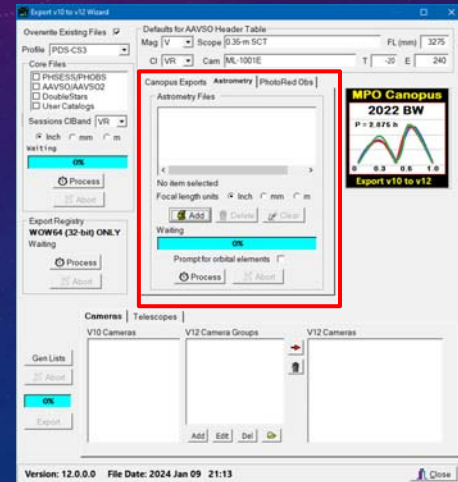 Export v10 to v12 Wizard
Overwrite Existing Files
Profile PDS-CS3
Core Files
PHSESS/PHOBS
AAVSO/AAVSO2
DoubleStars
User Catalogs
Sessions CIBand VR
Inch mm m
Waiting
0%
Process
Abort
Export Registry
WOW64 (32-bit) ONLY
Waiting
Process
Abort
Defaults for AAVSO Header Table
Mag V Scope 0.35-m SCT FL (mm) 3275
CI VR Cam ML-1001E T -20 E 240
Canopus Exports Astrometry PhotoRed Obs
Astrometry Files
No item selected
Focal length units Inch mm m
Add Delete Clear
Waiting
0%
Prompt for orbital elements
Process Abort
MPO Canopus
2022 BW
P = 2.875 h
0 0.3 0.5 1.0
Export v10 to v12
Cameras Telescopes
V10 Cameras V12 Camera Groups V12 Cameras
Gen Lists
Abort
0%
Export
Add Edit Del
Version: 12.0.0.0 File Date: 2024 Jan 09 21:13
Close